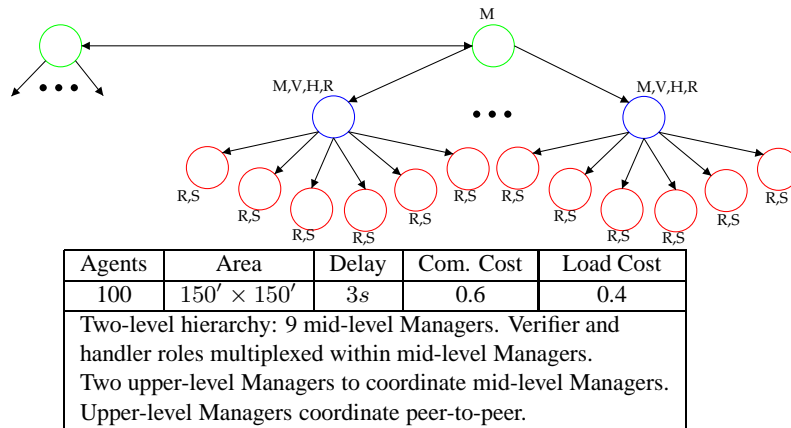 M
•••
M,V,H,R
•••
M,V,H,R
R,S
R,S
R,S
R,S
R,S
R,S
R,S
R,S
R,S
R,S
R,S
R,S
Agents Area Delay Com. Cost Load Cost
100 150′ × 150′ 3s 0.6 0.4
Two-level hierarchy: 9 mid-level Managers. Verifier and
handler roles multiplexed within mid-level Managers.
Two upper-level Managers to coordinate mid-level Managers.
Upper-level Managers coordinate peer-to-peer.